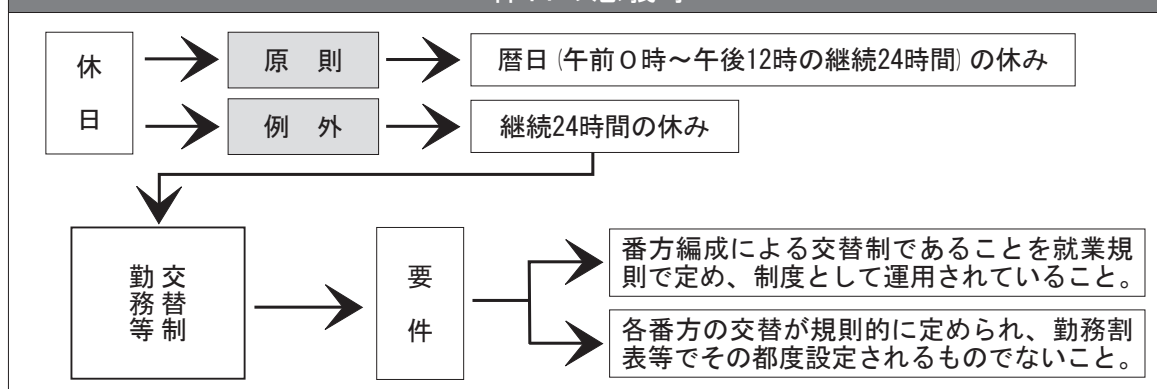 休日
原則
暦日(午前0時～午後12時の継続24時間)の休み
例外
継続24時間の休み
交替制
勤務等
要件
番方編成による交替制であることを就業規
則で定め、制度として運用されていること。
各番方の交替が規則的に定められ、勤務割
表等でその都度設定されるものでないこと。